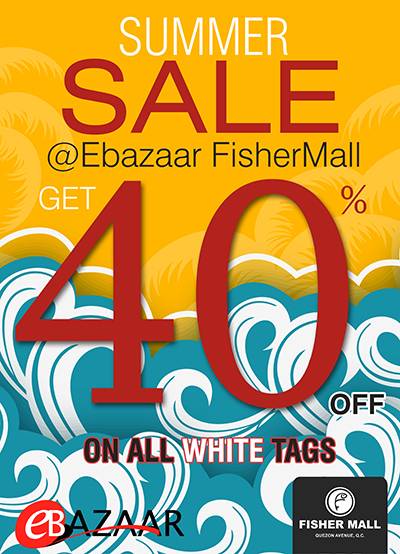 SUMMER
SALE
@Ebazaar FisherMall
GET 40%
OFF
ON ALL WHITE TAGS
eBAZAAR
FISHER MALL
QUEZON AVENUE, Q.C.